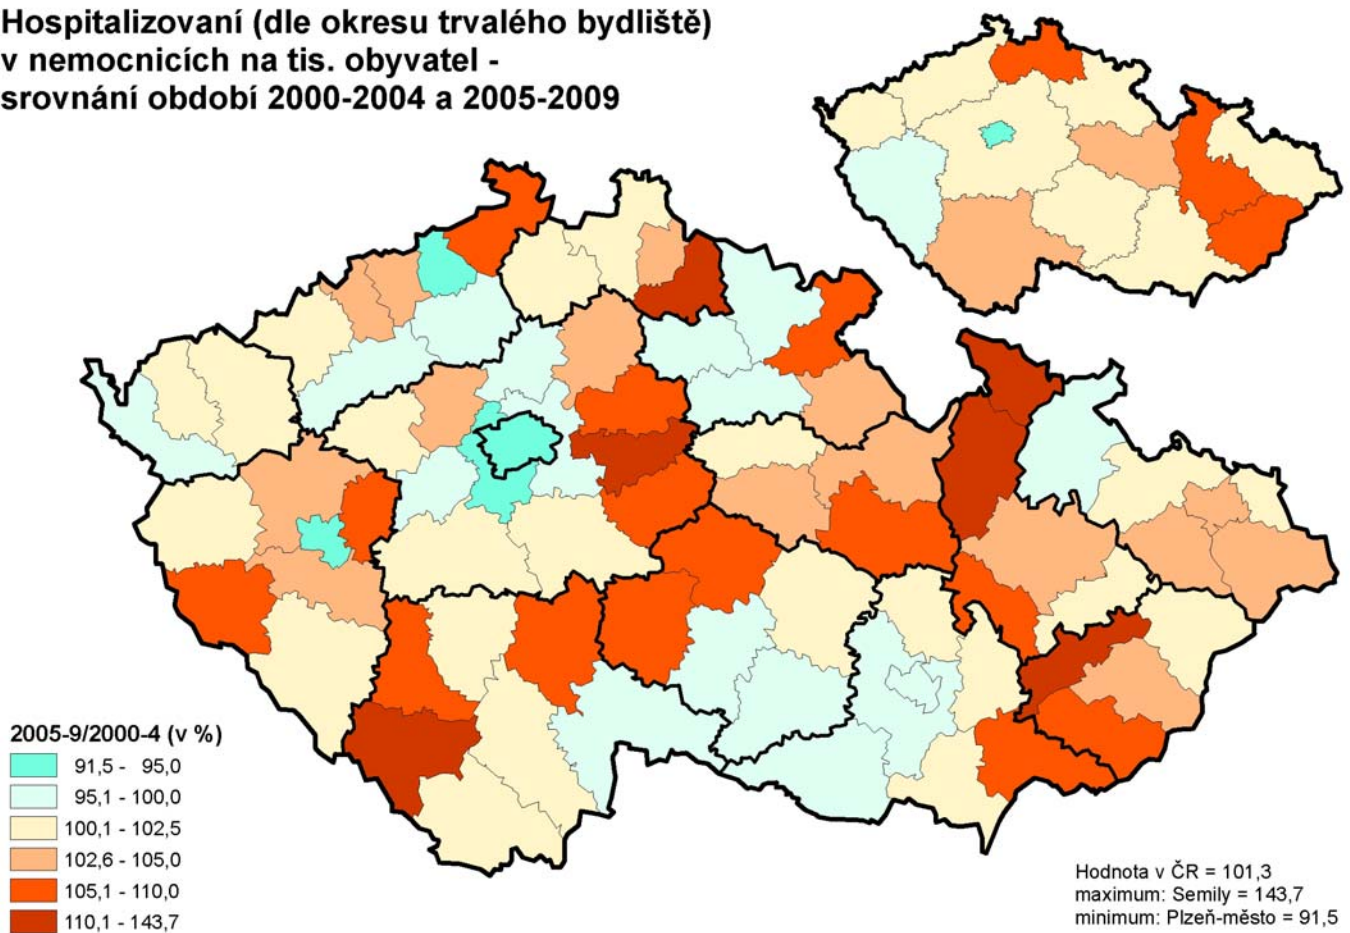 Hospitalizovaní (dle okresu trvalého bydliště)
v nemocnicích na tis. obyvatel -
srovnání období 2000-2004 a 2005-2009
2005-9/2000-4 (v %)
91,5 - 95,0
95,1 - 100,0
100,1 - 102,5
102,6 - 105,0
105,1 - 110,0
110,1 - 143,7
Hodnota v ČR = 101,3
maximum: Semily = 143,7
minimum: Plzeň-město = 91,5